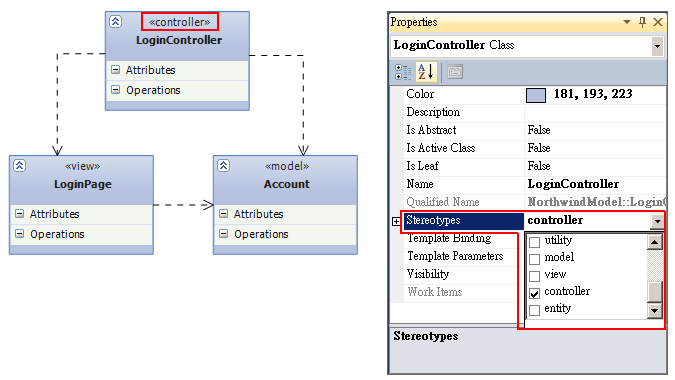 «controller»
LoginController
Attributes
Operations
«view»
LoginPage
Attributes
Operations
«model»
Account
Attributes
Operations
Properties
LoginController Class
Color 181, 193, 223
Description
Is Abstract False
Is Active Class False
Is Leaf False
Name LoginController
Qualified Name NorthwindModel::Login
Stereotypes controller
Template Binding
Template Parameters
Visibility
Work Items
utility
model
view
controller
entity
Stereotypes